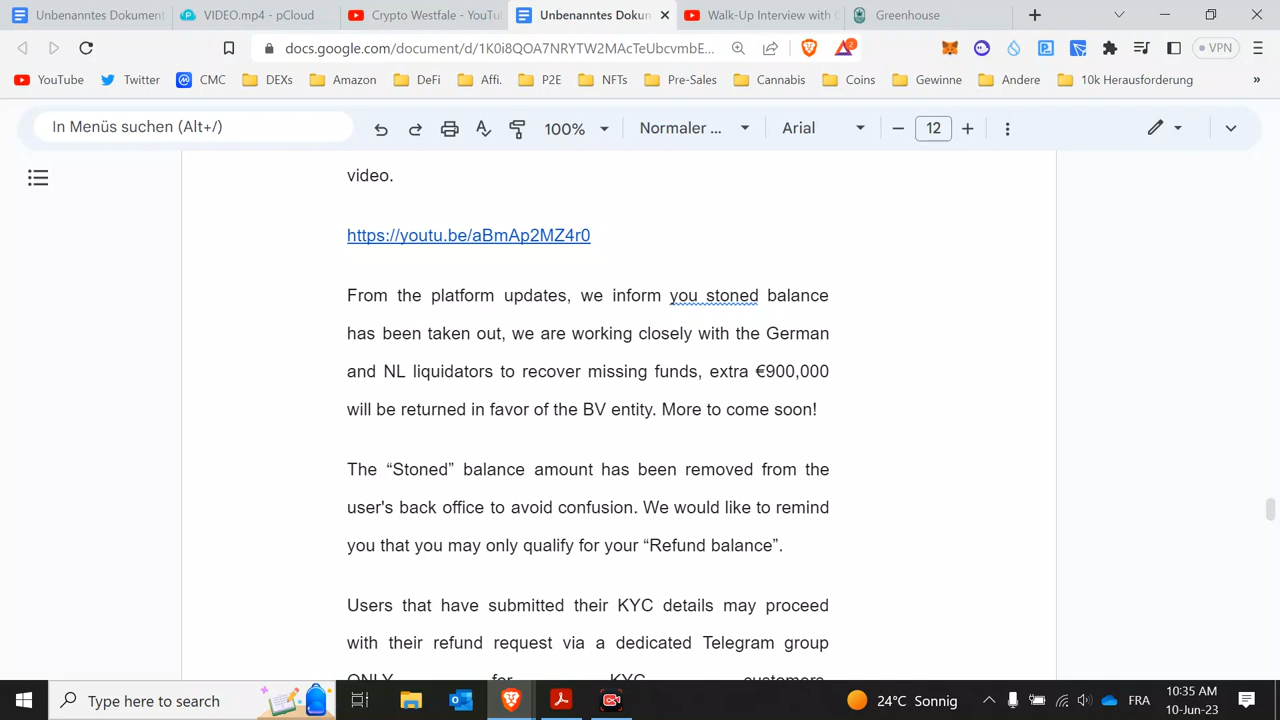 Unbenanntes Dokument
VIDEO.mp4 - pCloud
Crypto Westfale - YouTu
Unbenanntes Dokun
Walk-Up Interview with C
Greenhouse
docs.google.com/document/d/1K0i8QOA7NRYTW2MAcTeUbcvmbE...
2
VPN
YouTube
Twitter
CMC
DEXs
Amazon
DeFi
Affi.
P2E
NFTs
Pre-Sales
Cannabis
Coins
Gewinne
Andere
10k Herausforderung
»
In Menüs suchen (Alt+/)
100%
Normaler ...
Arial
12
video.
https://youtu.be/aBmAp2MZ4r0
From the platform updates, we inform you stoned balance
has been taken out, we are working closely with the German
and NL liquidators to recover missing funds, extra €900,000
will be returned in favor of the BV entity. More to come soon!
The “Stoned” balance amount has been removed from the
user's back office to avoid confusion. We would like to remind
you that you may only qualify for your “Refund balance”.
Users that have submitted their KYC details may proceed
with their refund request via a dedicated Telegram group
ONLY for KYC customers.
Type here to search
24°C Sonnig
FRA
10:35 AM
10-Jun-23